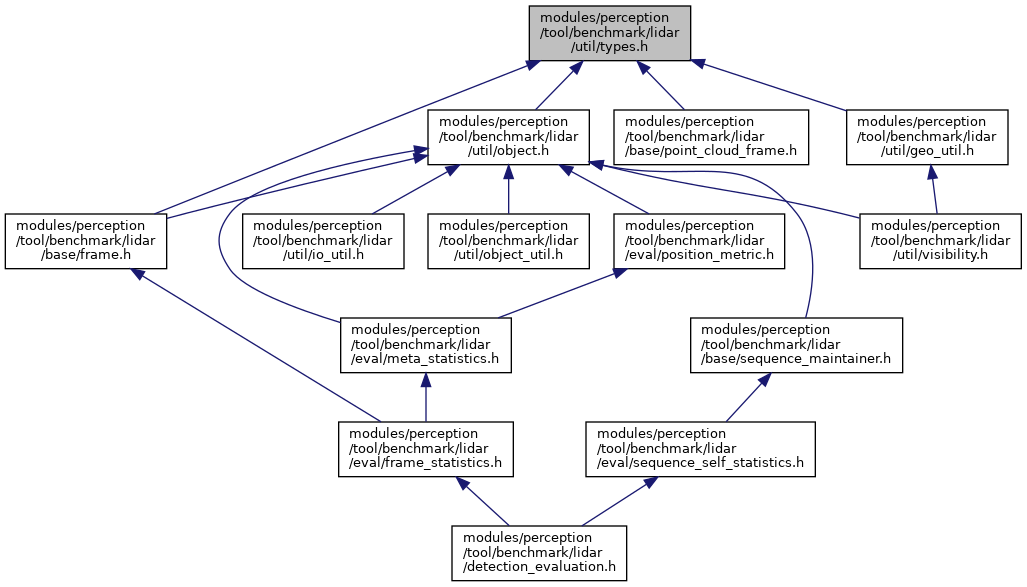 modules/perception
/tool/benchmark/lidar
/util/types.h
modules/perception
/tool/benchmark/lidar
/util/object.h
modules/perception
/tool/benchmark/lidar
/base/point_cloud_frame.h
modules/perception
/tool/benchmark/lidar
/util/geo_util.h
modules/perception
/tool/benchmark/lidar
/base/frame.h
modules/perception
/tool/benchmark/lidar
/util/io_util.h
modules/perception
/tool/benchmark/lidar
/util/object_util.h
modules/perception
/tool/benchmark/lidar
/eval/position_metric.h
modules/perception
/tool/benchmark/lidar
/util/visibility.h
modules/perception
/tool/benchmark/lidar
/eval/meta_statistics.h
modules/perception
/tool/benchmark/lidar
/base/sequence_maintainer.h
modules/perception
/tool/benchmark/lidar
/eval/frame_statistics.h
modules/perception
/tool/benchmark/lidar
/eval/sequence_self_statistics.h
modules/perception
/tool/benchmark/lidar
/detection_evaluation.h